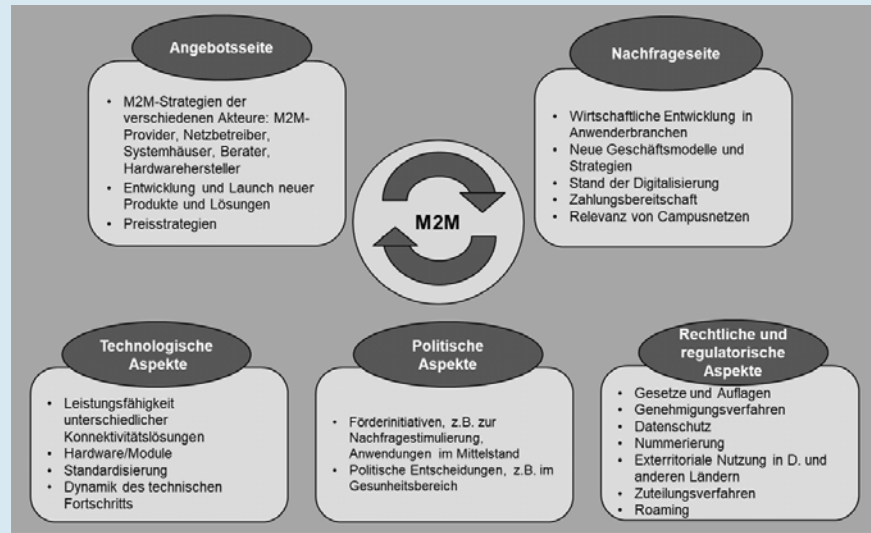 Angebotsseite
• M2M-Strategien der
verschiedenen Akteure: M2M-
Provider, Netzbetreiber,
Systemhäuser, Berater,
Hardwarehersteller
• Entwicklung und Launch neuer
Produkte und Lösungen
• Preisstrategien
Nachfrageseite
• Wirtschaftliche Entwicklung in
Anwenderbranchen
• Neue Geschäftsmodelle und
Strategien
• Stand der Digitalisierung
• Zahlungsbereitschaft
• Relevanz von Campusnetzen
M2M
Technologische
Aspekte
• Leistungsfähigkeit
unterschiedlicher
Konnektivitätslösungen
• Hardware/Module
• Standardisierung
• Dynamik des technischen
Fortschritts
Politische
Aspekte
• Förderinitiativen, z.B. zur
Nachfragestimulierung,
Anwendungen im Mittelstand
• Politische Entscheidungen, z.B. im
Gesunheitsbereich
Rechtliche und
regulatorische
Aspekte
• Gesetze und Auflagen
• Genehmigungsverfahren
• Datenschutz
• Nummerierung
• Exterritoriale Nutzung in D. und
anderen Ländern
• Zuteilungsverfahren
• Roaming